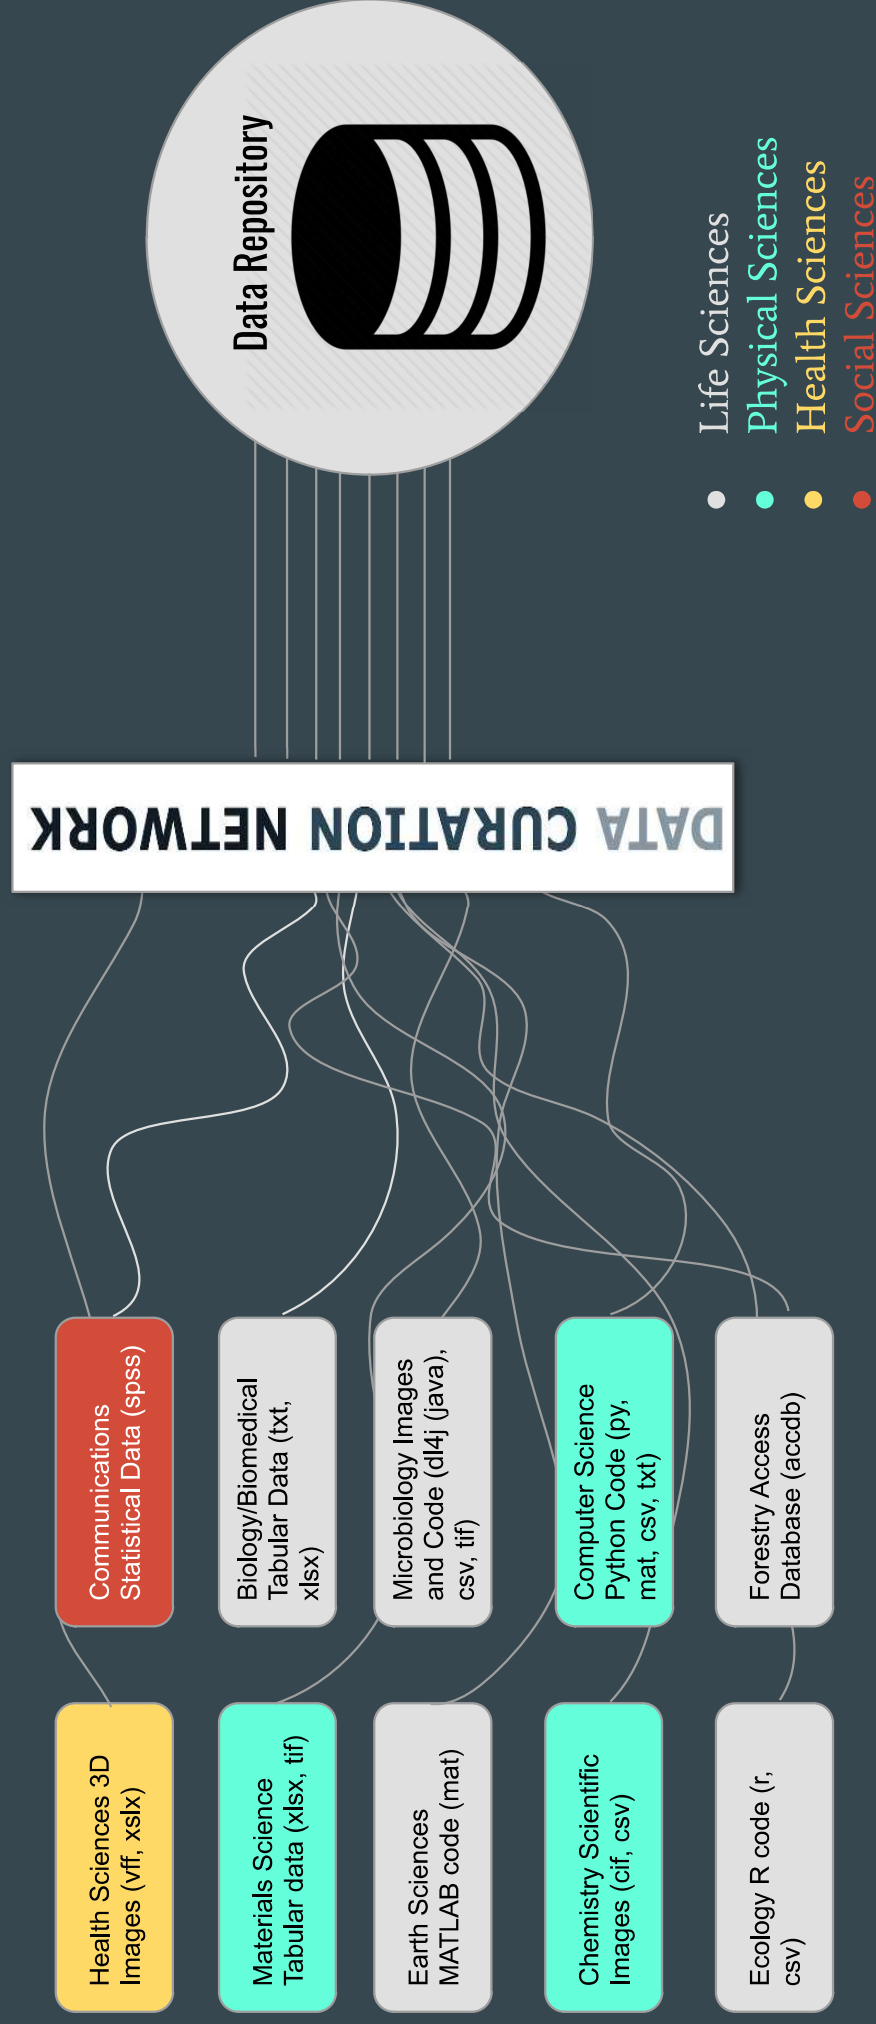 Health Sciences 3D
Images (vff, xslx)
Communications
Statistical Data (spss)
Materials Science
Tabular data (xlsx, tif)
Biology/Biomedical
Tabular Data (txt,
xlsx)
Earth Sciences
MATLAB code (mat)
Microbiology Images
and Code (dl4j (java),
csv, tif)
Chemistry Scientific
Images (cif, csv)
Computer Science
Python Code (py,
mat, csv, txt)
Ecology R code (r,
csv)
Forestry Access
Database (accdb)
DATA CURATION NETWORK
Data Repository
Life Sciences
Physical Sciences
Health Sciences
Social Sciences